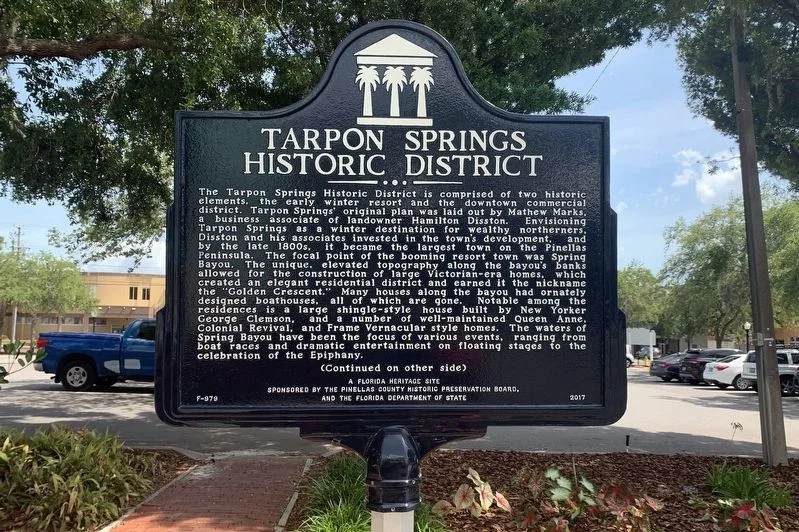 TARPON SPRINGS
HISTORIC DISTRICT
The Tarpon Springs Historic District is comprised of two historic
elements, the early winter resort and the downtown commercial
district. Tarpon Springs' original plan was laid out by Mathew Marks,
a business associate of landowner Hamilton Disston. Envisioning
Tarpon Springs as a winter destination for wealthy northerners,
Disston and his associates invested in the town's development, and
by the late 1800s, it became the largest town on the Pinellas
Peninsula. The focal point of the booming resort town was Spring
Bayou. The unique, elevated topography along the bayou's banks
allowed for the construction of large Victorian-era homes, which
created an elegant residential district and earned it the nickname
the "Golden Crescent." Many houses along the bayou had ornately
designed boathouses, all of which are gone. Notable among the
residences is a large shingle-style house built by New Yorker
George Clemson, and a number of well-maintained Queen Anne,
Colonial Revival, and Frame Vernacular style homes. The waters of
Spring Bayou have been the focus of various events, ranging from
boat races and dramatic entertainment on floating stages to the
celebration of the Epiphany.
(Continued on other side)
A FLORIDA HERITAGE SITE
SPONSORED BY THE PINELLAS COUNTY HISTORIC PRESERVATION BOARD,
F-979 AND THE FLORIDA DEPARTMENT OF STATE 2017